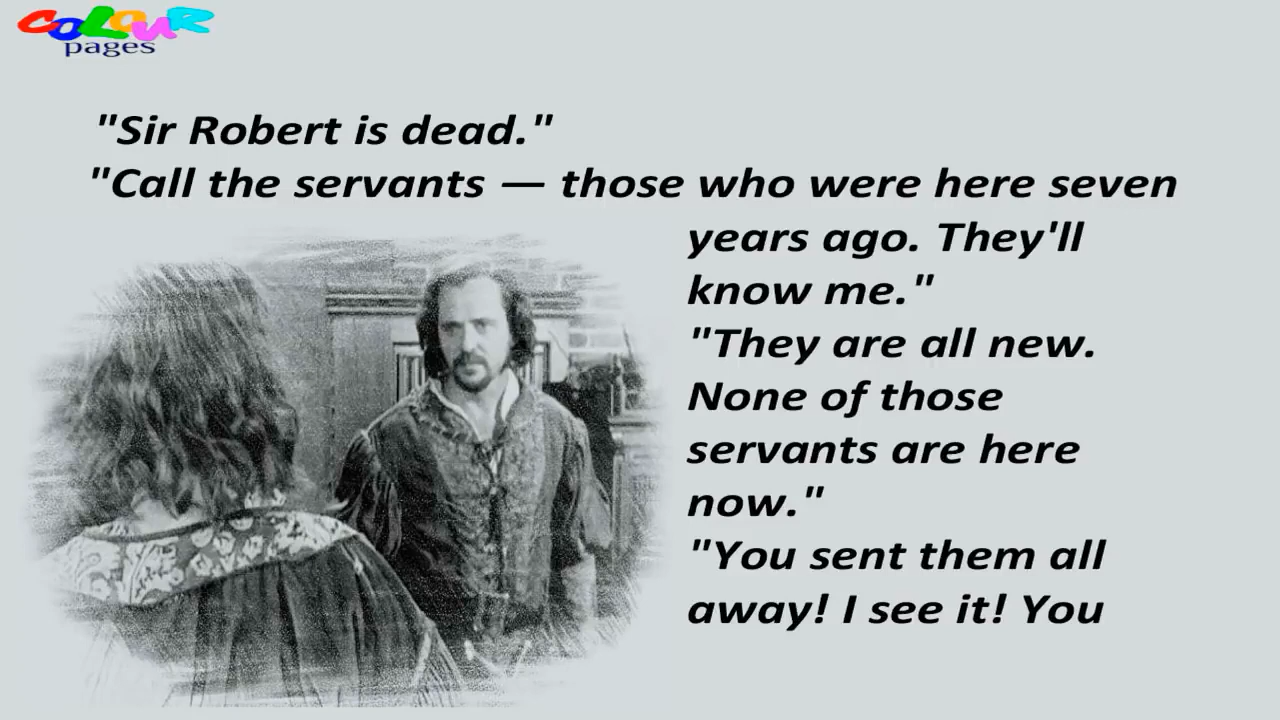 COLOUR
pages
"Sir Robert is dead."
"Call the servants — those who were here seven
years ago. They'll
know me."
"They are all new.
None of those
servants are here
now."
"You sent them all
away! I see it! You